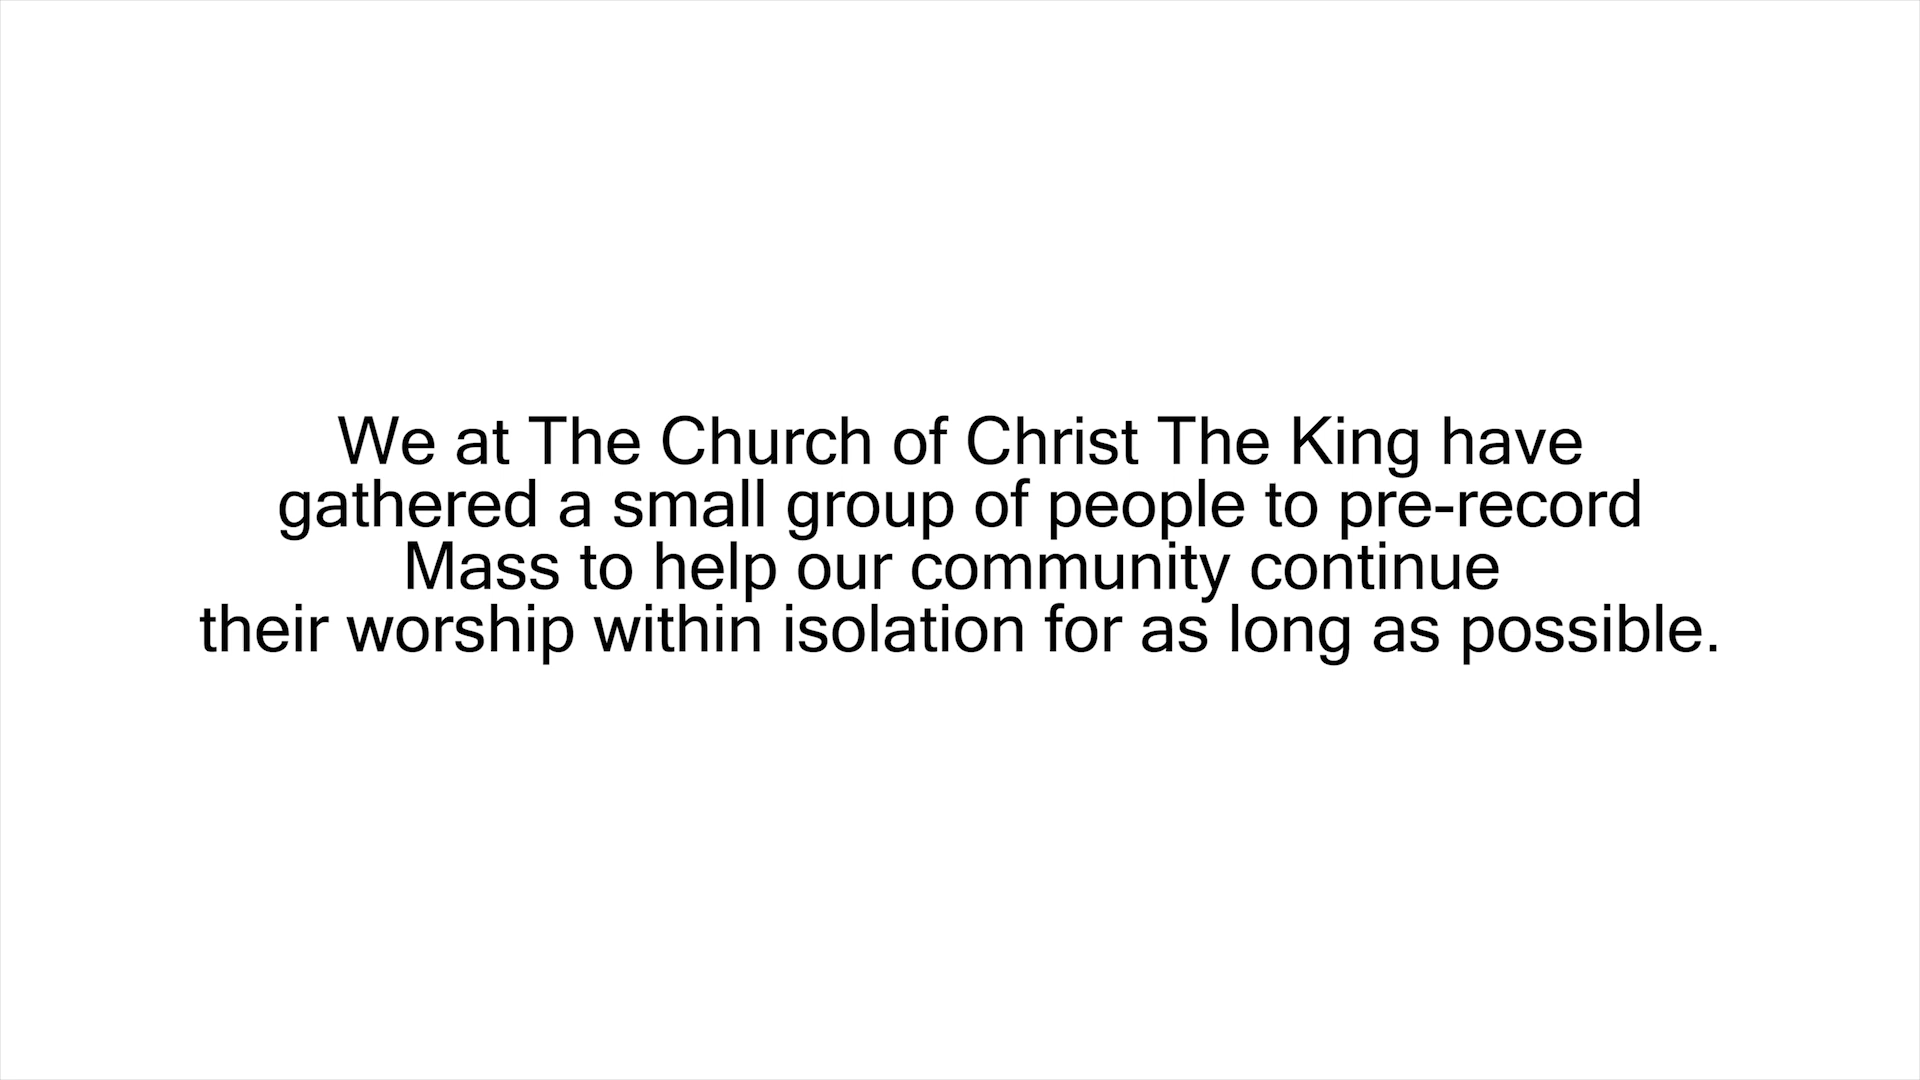 We at The Church of Christ The King have
gathered a small group of people to pre-record
Mass to help our community continue
their worship within isolation for as long as possible.